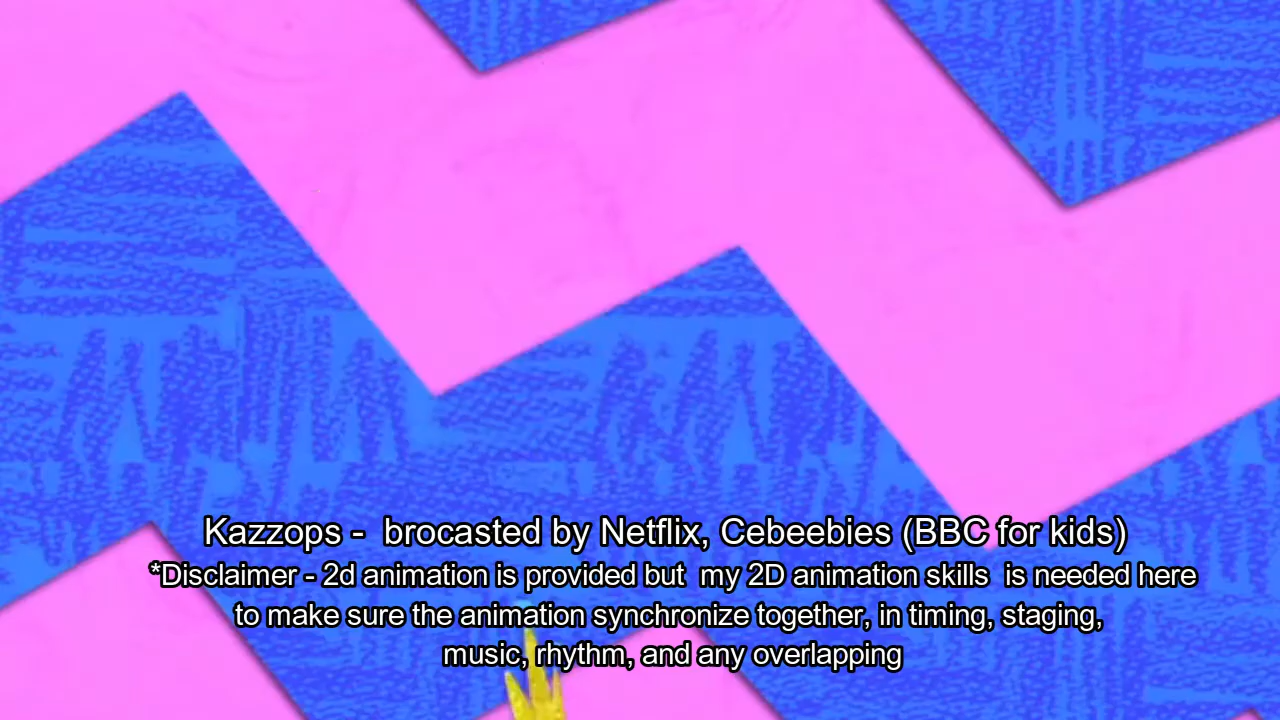 Kazzops - brocasted by Netflix, Cebeebies (BBC for kids)
*Disclaimer - 2d animation is provided but my 2D animation skills is needed here
to make sure the animation synchronize together, in timing, staging,
music, rhythm, and any overlapping